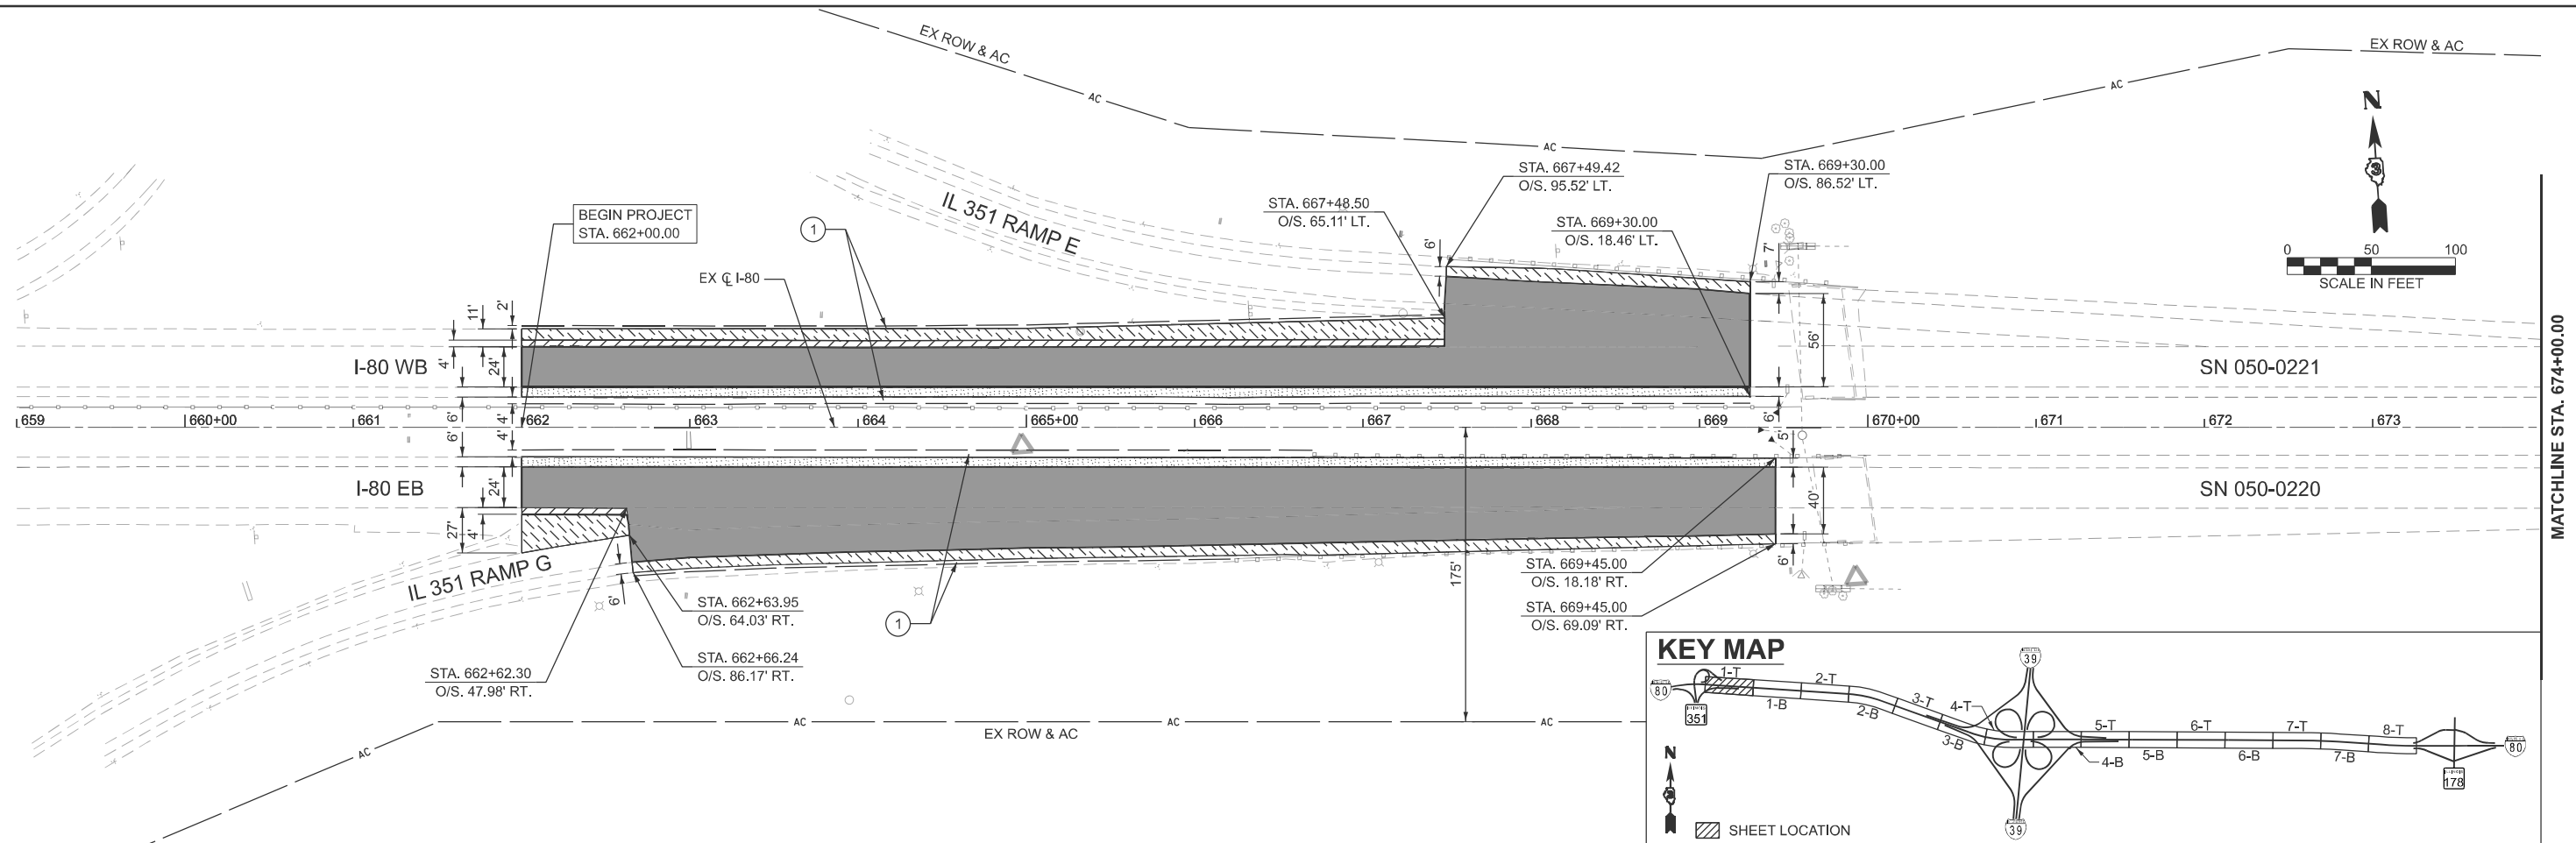 EX ROW & AC
EX ROW & AC
AC
AC
AC
N
3
0 50 100
SCALE IN FEET
STA. 667+49.42
O/S. 95.52' LT.
STA. 669+30.00
O/S. 86.52' LT.
STA. 667+48.50
O/S. 65.11' LT.
STA. 669+30.00
O/S. 18.46' LT.
BEGIN PROJECT
STA. 662+00.00
1
IL 351 RAMP E
EX ℄ I-80
6'
7'
11'
2'
4'
24'
56'
I-80 WB
SN 050-0221
MATCHLINE STA. 674+00.00
6'
4'
6'
659 660+00 661 662 663 664 665+00 666 667 668 669 670+00 671 672 673
6'
4'
5'
I-80 EB
24'
40'
SN 050-0220
27'
4'
6'
6'
175'
IL 351 RAMP G
STA. 662+63.95
O/S. 64.03' RT.
1
STA. 669+45.00
O/S. 18.18' RT.
STA. 669+45.00
O/S. 69.09' RT.
STA. 662+66.24
O/S. 86.17' RT.
STA. 662+62.30
O/S. 47.98' RT.
AC
AC
AC
AC
EX ROW & AC
KEY MAP
80
351
1-T
1-B
2-T
2-B
3-T
3-B
4-T
39
39
4-B
5-T
5-B
6-T
6-B
7-T
7-B
8-T
80
178
N
SHEET LOCATION